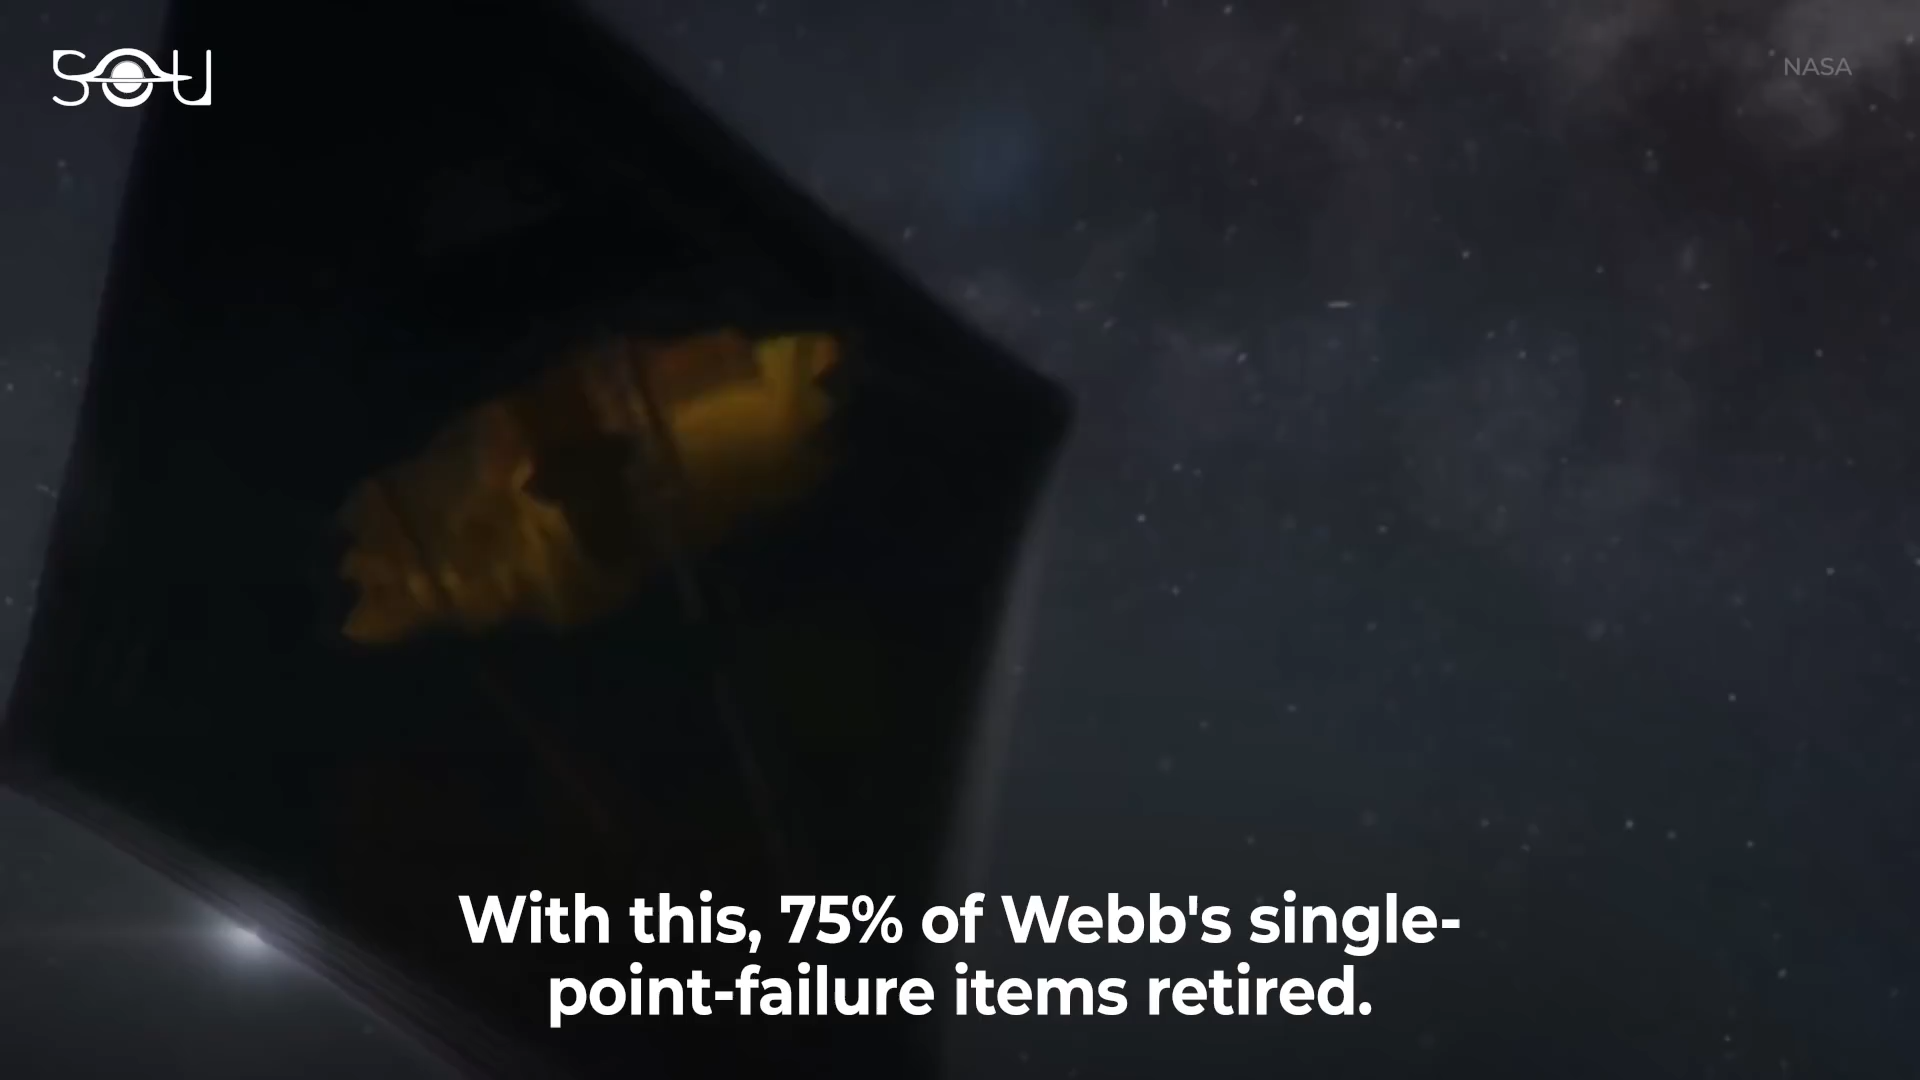 SOU
NASA
With this, 75% of Webb's single-
point-failure items retired.